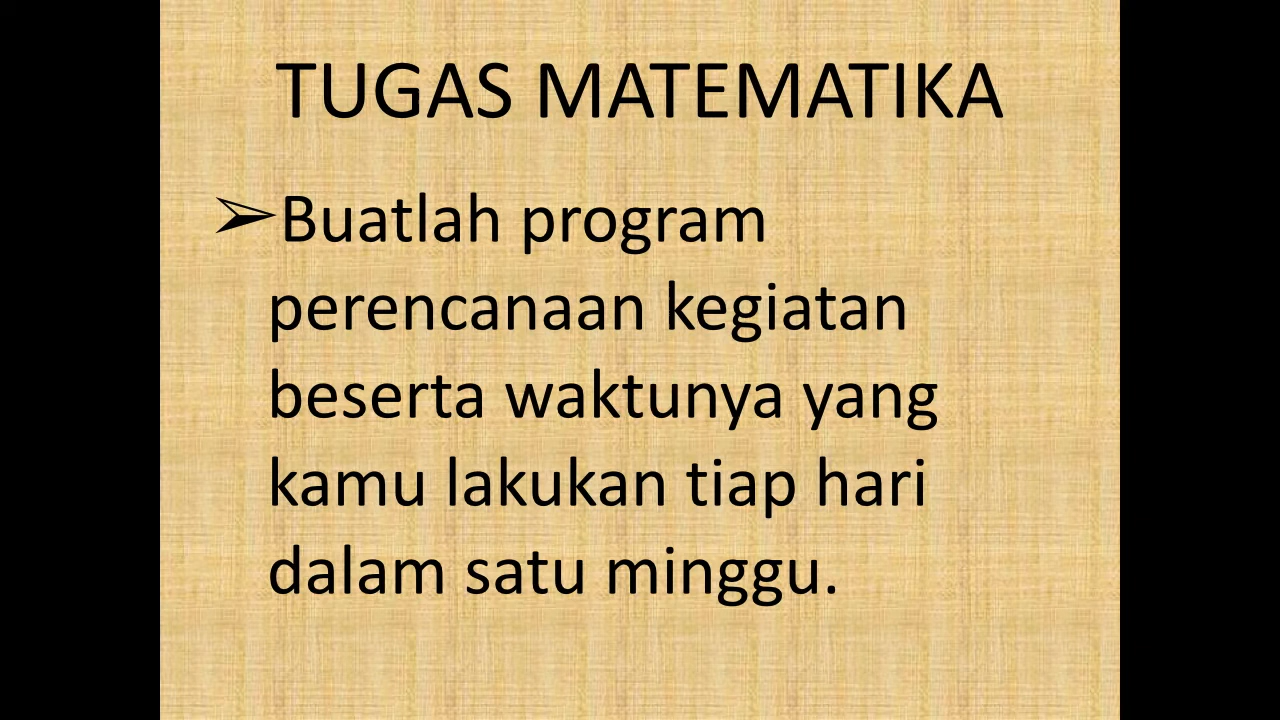 TUGAS MATEMATIKA
➢Buatlah program
perencanaan kegiatan
beserta waktunya yang
kamu lakukan tiap hari
dalam satu minggu.